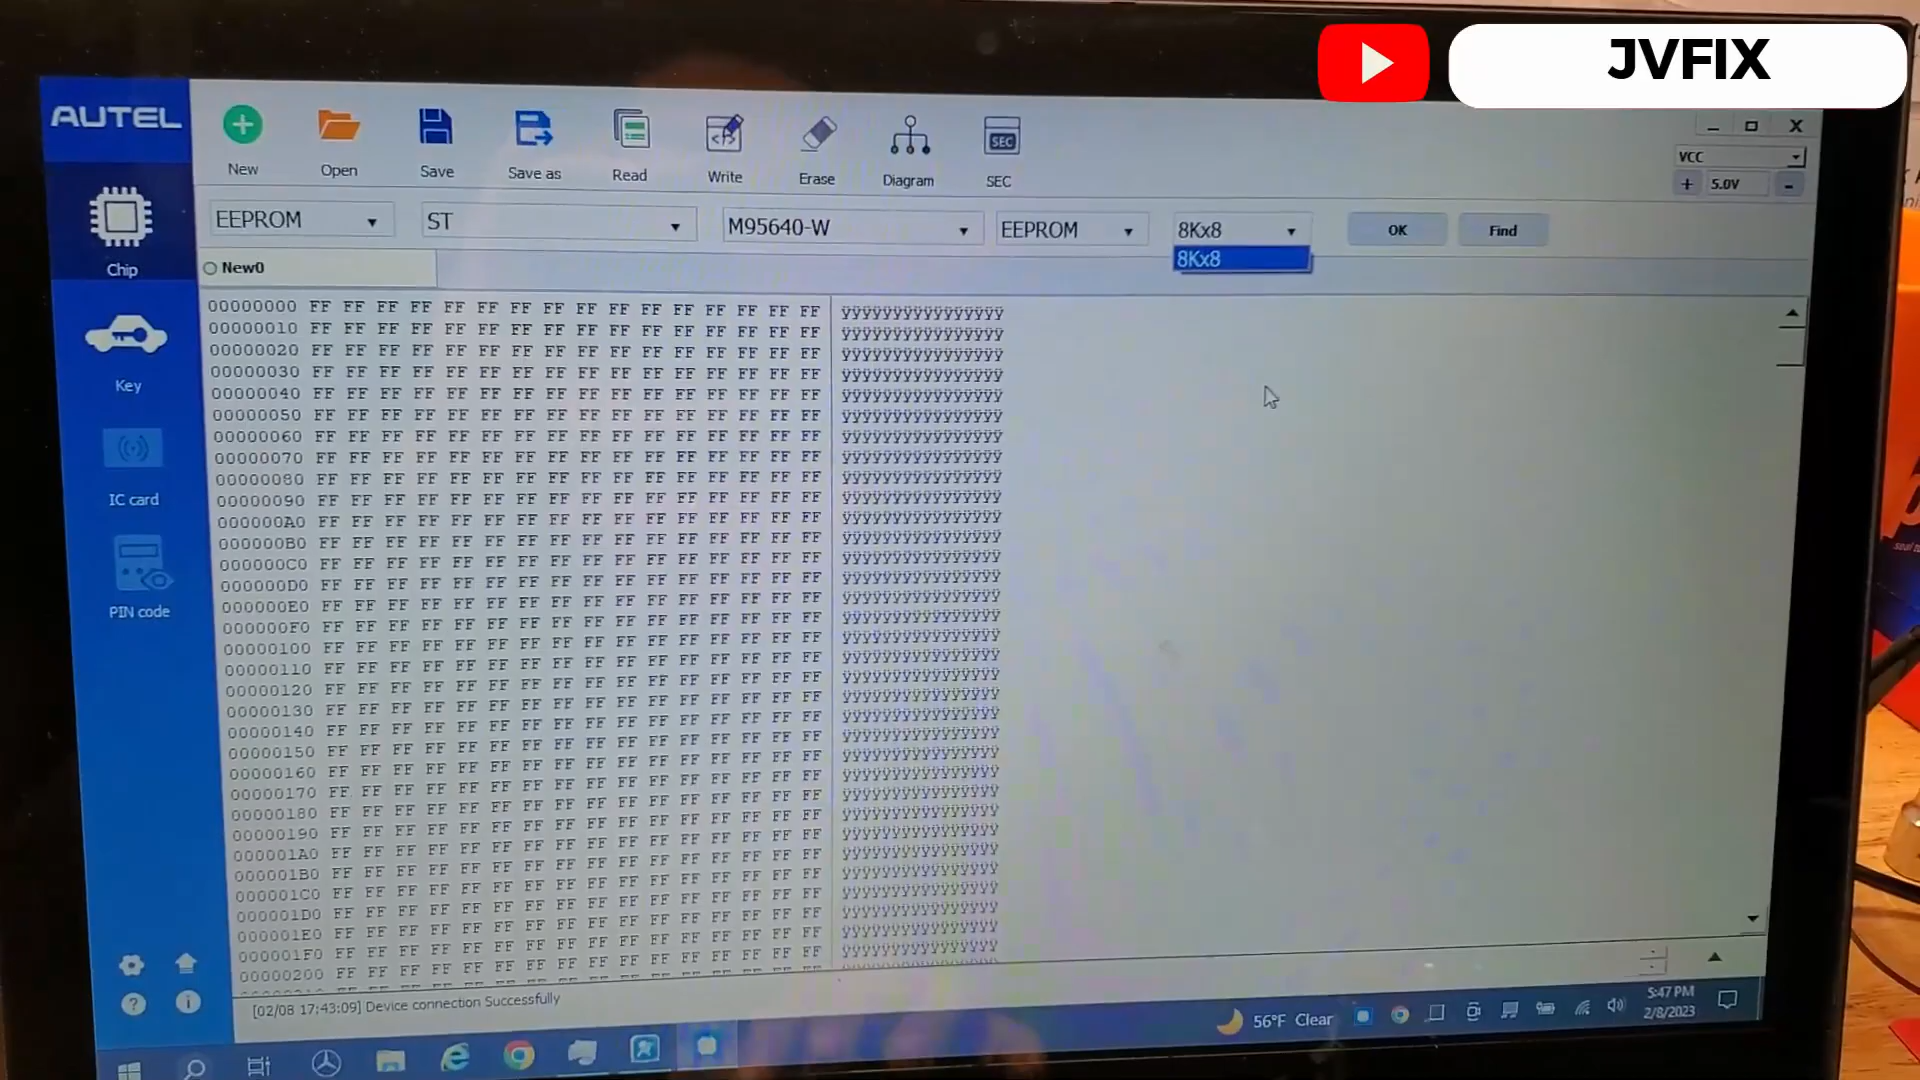 JVFIX
AUTEL
New
Open
Save
Save as
Read
Write
Erase
Diagram
SEC
SEC
VCC
+ 5.0V -
EEPROM ST M95640-W EEPROM 8Kx8 OK Find
8Kx8
Chip
Key
IC card
PIN code
New0
00000000 FF FF FF FF FF FF FF FF FF FF FF FF FF FF FF FF ÿÿÿÿÿÿÿÿÿÿÿÿÿÿÿÿ
00000010 FF FF FF FF FF FF FF FF FF FF FF FF FF FF FF FF ÿÿÿÿÿÿÿÿÿÿÿÿÿÿÿÿ
00000020 FF FF FF FF FF FF FF FF FF FF FF FF FF FF FF FF ÿÿÿÿÿÿÿÿÿÿÿÿÿÿÿÿ
00000030 FF FF FF FF FF FF FF FF FF FF FF FF FF FF FF FF ÿÿÿÿÿÿÿÿÿÿÿÿÿÿÿÿ
00000040 FF FF FF FF FF FF FF FF FF FF FF FF FF FF FF FF ÿÿÿÿÿÿÿÿÿÿÿÿÿÿÿÿ
00000050 FF FF FF FF FF FF FF FF FF FF FF FF FF FF FF FF ÿÿÿÿÿÿÿÿÿÿÿÿÿÿÿÿ
00000060 FF FF FF FF FF FF FF FF FF FF FF FF FF FF FF FF ÿÿÿÿÿÿÿÿÿÿÿÿÿÿÿÿ
00000070 FF FF FF FF FF FF FF FF FF FF FF FF FF FF FF FF ÿÿÿÿÿÿÿÿÿÿÿÿÿÿÿÿ
00000080 FF FF FF FF FF FF FF FF FF FF FF FF FF FF FF FF ÿÿÿÿÿÿÿÿÿÿÿÿÿÿÿÿ
00000090 FF FF FF FF FF FF FF FF FF FF FF FF FF FF FF FF ÿÿÿÿÿÿÿÿÿÿÿÿÿÿÿÿ
000000A0 FF FF FF FF FF FF FF FF FF FF FF FF FF FF FF FF ÿÿÿÿÿÿÿÿÿÿÿÿÿÿÿÿ
000000B0 FF FF FF FF FF FF FF FF FF FF FF FF FF FF FF FF ÿÿÿÿÿÿÿÿÿÿÿÿÿÿÿÿ
000000C0 FF FF FF FF FF FF FF FF FF FF FF FF FF FF FF FF ÿÿÿÿÿÿÿÿÿÿÿÿÿÿÿÿ
000000D0 FF FF FF FF FF FF FF FF FF FF FF FF FF FF FF FF ÿÿÿÿÿÿÿÿÿÿÿÿÿÿÿÿ
000000E0 FF FF FF FF FF FF FF FF FF FF FF FF FF FF FF FF ÿÿÿÿÿÿÿÿÿÿÿÿÿÿÿÿ
000000F0 FF FF FF FF FF FF FF FF FF FF FF FF FF FF FF FF ÿÿÿÿÿÿÿÿÿÿÿÿÿÿÿÿ
00000100 FF FF FF FF FF FF FF FF FF FF FF FF FF FF FF FF ÿÿÿÿÿÿÿÿÿÿÿÿÿÿÿÿ
00000110 FF FF FF FF FF FF FF FF FF FF FF FF FF FF FF FF ÿÿÿÿÿÿÿÿÿÿÿÿÿÿÿÿ
00000120 FF FF FF FF FF FF FF FF FF FF FF FF FF FF FF FF ÿÿÿÿÿÿÿÿÿÿÿÿÿÿÿÿ
00000130 FF FF FF FF FF FF FF FF FF FF FF FF FF FF FF FF ÿÿÿÿÿÿÿÿÿÿÿÿÿÿÿÿ
00000140 FF FF FF FF FF FF FF FF FF FF FF FF FF FF FF FF ÿÿÿÿÿÿÿÿÿÿÿÿÿÿÿÿ
00000150 FF FF FF FF FF FF FF FF FF FF FF FF FF FF FF FF ÿÿÿÿÿÿÿÿÿÿÿÿÿÿÿÿ
00000160 FF FF FF FF FF FF FF FF FF FF FF FF FF FF FF FF ÿÿÿÿÿÿÿÿÿÿÿÿÿÿÿÿ
00000170 FF FF FF FF FF FF FF FF FF FF FF FF FF FF FF FF ÿÿÿÿÿÿÿÿÿÿÿÿÿÿÿÿ
00000180 FF FF FF FF FF FF FF FF FF FF FF FF FF FF FF FF ÿÿÿÿÿÿÿÿÿÿÿÿÿÿÿÿ
00000190 FF FF FF FF FF FF FF FF FF FF FF FF FF FF FF FF ÿÿÿÿÿÿÿÿÿÿÿÿÿÿÿÿ
000001A0 FF FF FF FF FF FF FF FF FF FF FF FF FF FF FF FF ÿÿÿÿÿÿÿÿÿÿÿÿÿÿÿÿ
000001B0 FF FF FF FF FF FF FF FF FF FF FF FF FF FF FF FF ÿÿÿÿÿÿÿÿÿÿÿÿÿÿÿÿ
000001C0 FF FF FF FF FF FF FF FF FF FF FF FF FF FF FF FF ÿÿÿÿÿÿÿÿÿÿÿÿÿÿÿÿ
000001D0 FF FF FF FF FF FF FF FF FF FF FF FF FF FF FF FF ÿÿÿÿÿÿÿÿÿÿÿÿÿÿÿÿ
000001E0 FF FF FF FF FF FF FF FF FF FF FF FF FF FF FF FF ÿÿÿÿÿÿÿÿÿÿÿÿÿÿÿÿ
000001F0 FF FF FF FF FF FF FF FF FF FF FF FF FF FF FF FF ÿÿÿÿÿÿÿÿÿÿÿÿÿÿÿÿ
00000200 FF FF FF FF FF FF FF FF FF FF FF FF FF FF FF FF
[02/08 17:43:09] Device connection Successfully
56°F Clear
5:47 PM
2/8/2023